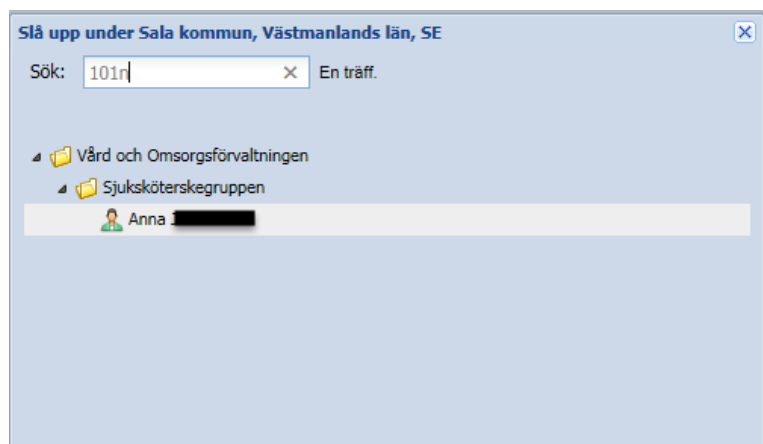 Slå upp under Sala kommun, Västmanlands län, SE
Sök: 101n En träff.
Vård och Omsorgsförvaltningen
Sjuksköterskegruppen
Anna